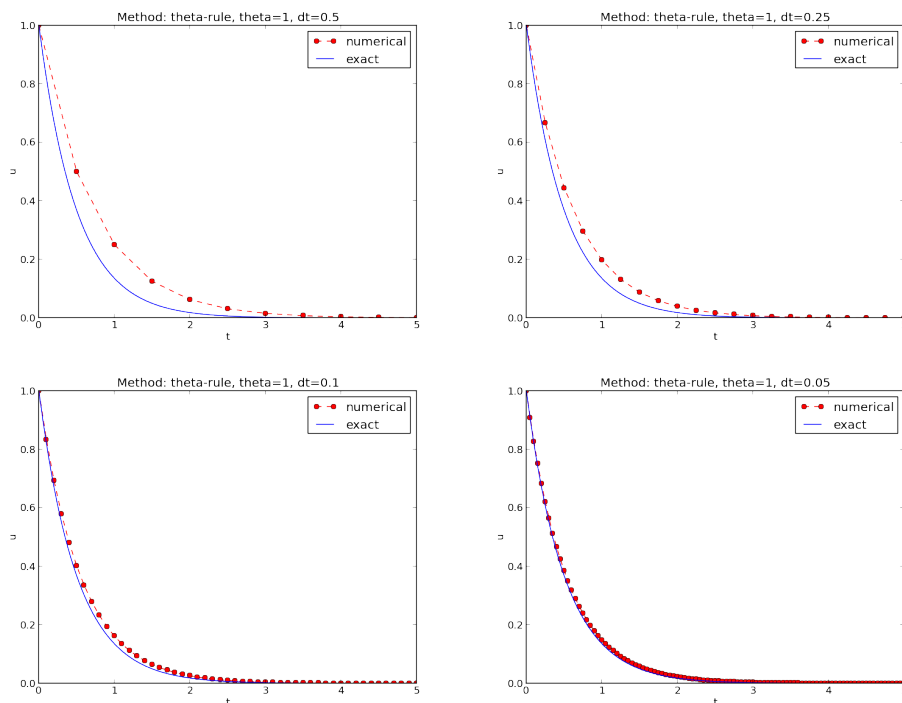 Method: theta-rule, theta=1, dt=0.5
1.0
numerical
exact
0.8
0.6
u
0.4
0.2
0.0
0 1 2 3 4 5
t
Method: theta-rule, theta=1, dt=0.25
1.0
numerical
exact
0.8
0.6
u
0.4
0.2
0.0
0 1 2 3 4
t
Method: theta-rule, theta=1, dt=0.1
1.0
numerical
exact
0.8
0.6
u
0.4
0.2
0.0
0 1 2 3 4 5
t
Method: theta-rule, theta=1, dt=0.05
1.0
numerical
exact
0.8
0.6
u
0.4
0.2
0.0
0 1 2 3 4
t